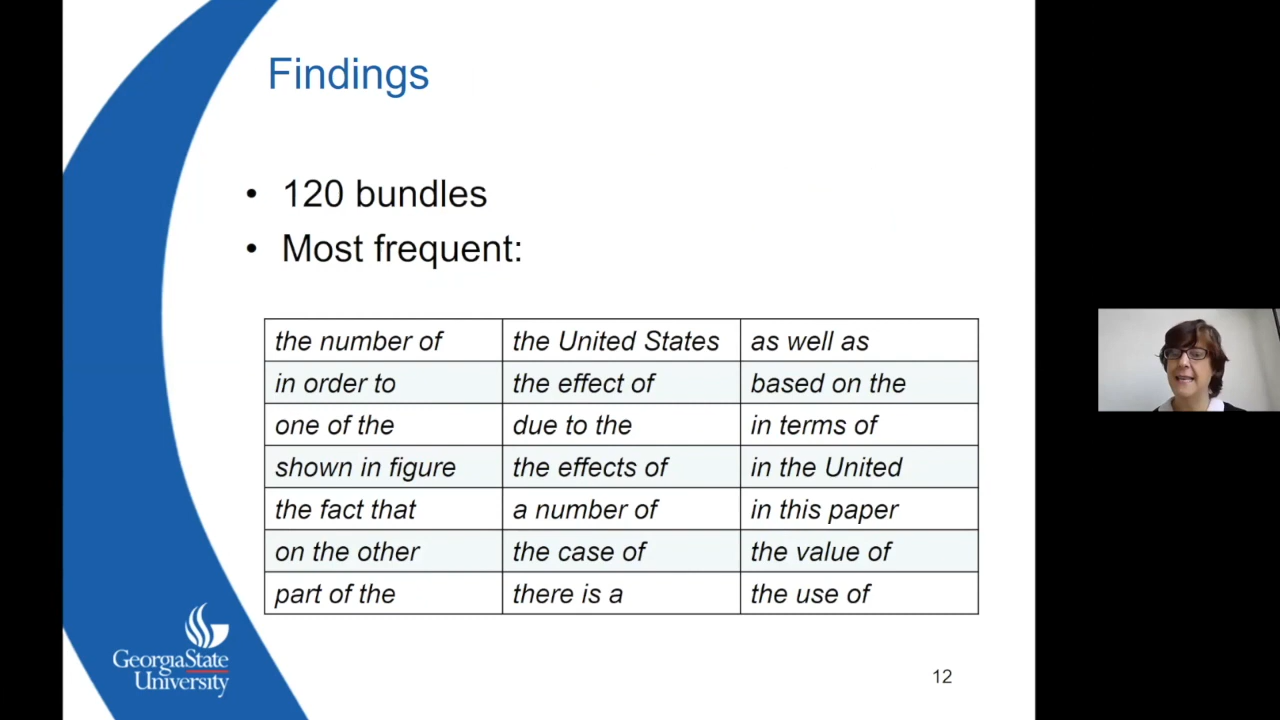 Findings
• 120 bundles
• Most frequent:
the number of the United States as well as
in order to the effect of based on the
one of the due to the in terms of
shown in figure the effects of in the United
the fact that a number of in this paper
on the other the case of the value of
part of the there is a the use of
GeorgiaState
University
12